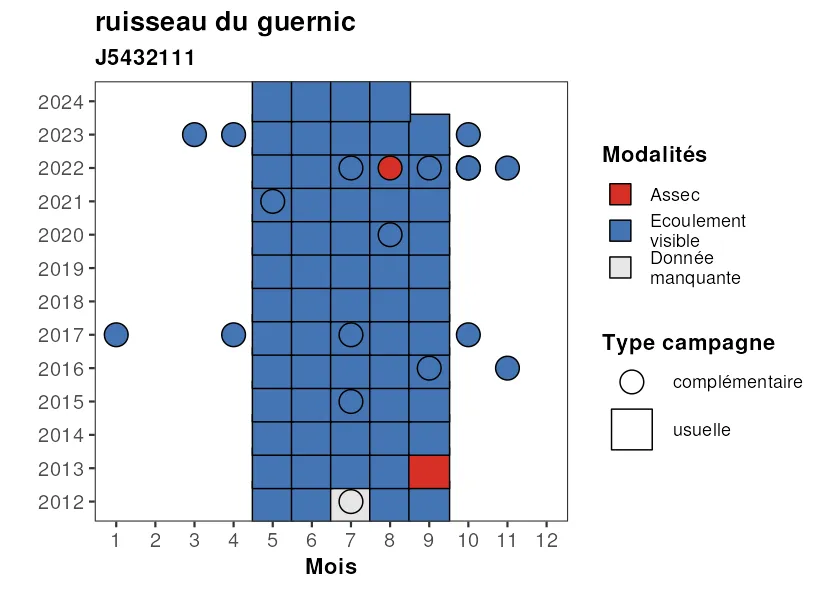 ruisseau du guernic
J5432111
2024
2023
2022
2021
2020
2019
2018
2017
2016
2015
2014
2013
2012
1 2 3 4 5 6 7 8 9 10 11 12
Mois
Modalités
Assec
Ecoulement
visible
Donnée
manquante
Type campagne
complémentaire
usuelle